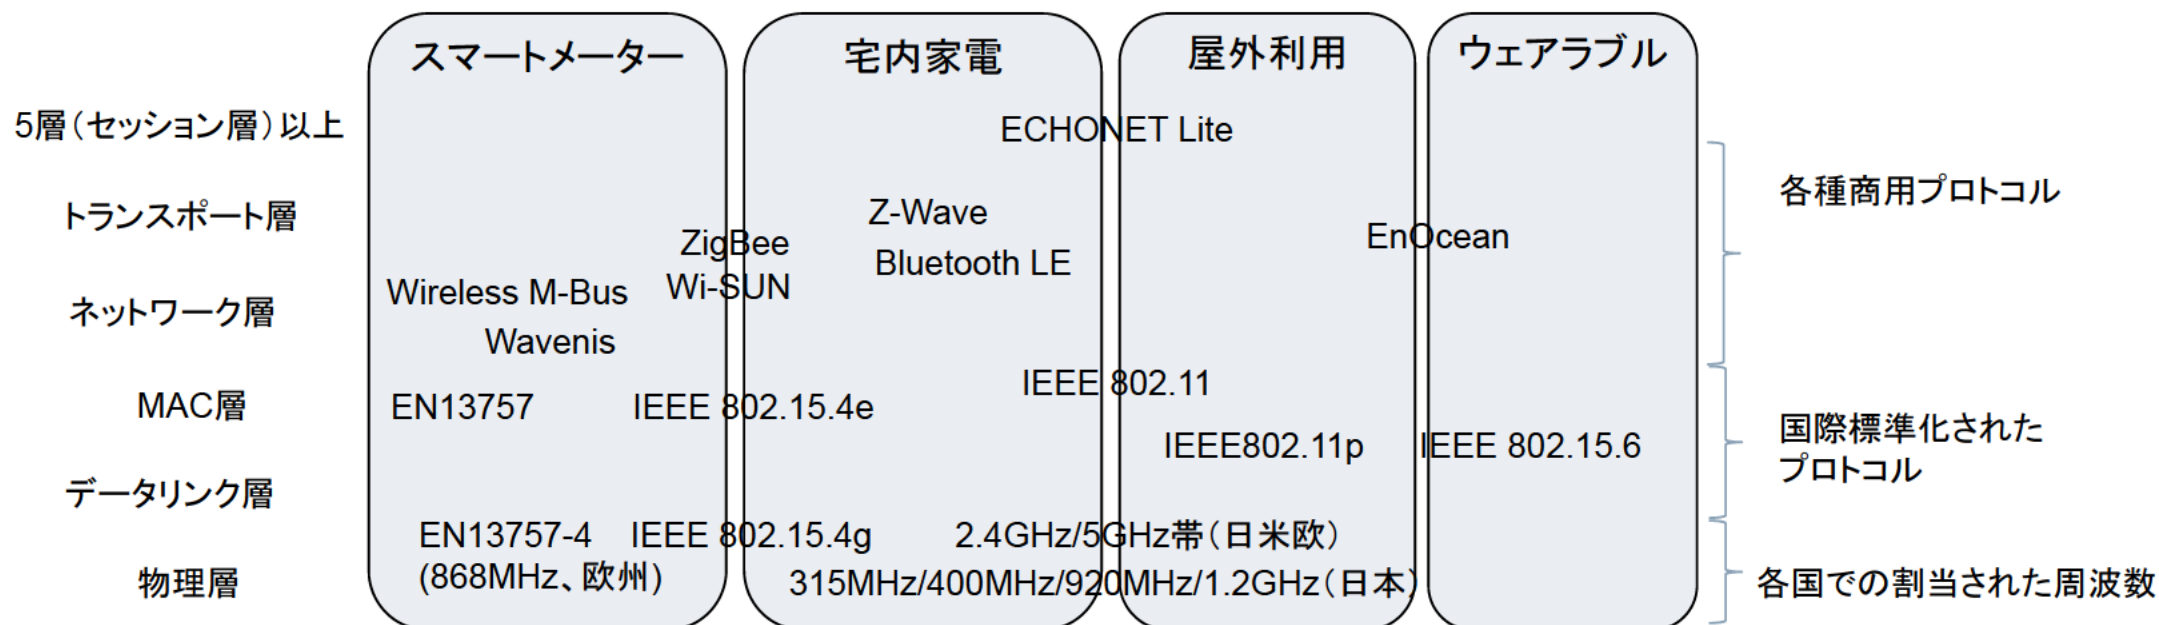 スマートメーター
宅内家電
屋外利用
ウェアラブル
5層（セッション層）以上
ECHONET Lite
各種商用プロトコル
トランスポート層
Z-Wave
ZigBee
EnOcean
Bluetooth LE
Wireless M-Bus
Wi-SUN
ネットワーク層
Wavenis
IEEE 802.11
MAC層
EN13757
IEEE 802.15.4e
IEEE802.11p
IEEE 802.15.6
国際標準化された
プロトコル
データリンク層
EN13757-4
(868MHz、欧州)
IEEE 802.15.4g
2.4GHz/5GHz帯（日米欧）
物理層
315MHz/400MHz/920MHz/1.2GHz（日本）
各国での割当された周波数